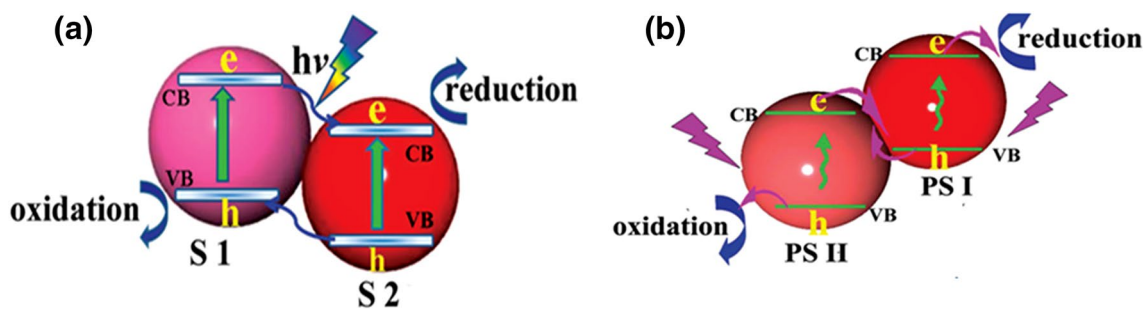 (a)
hν
e
CB
reduction
e
CB
VB
oxidation
h
VB
S 1
h
S 2
(b)
e
reduction
CB
e
CB
h
VB
PS I
oxidation
h
VB
PS II